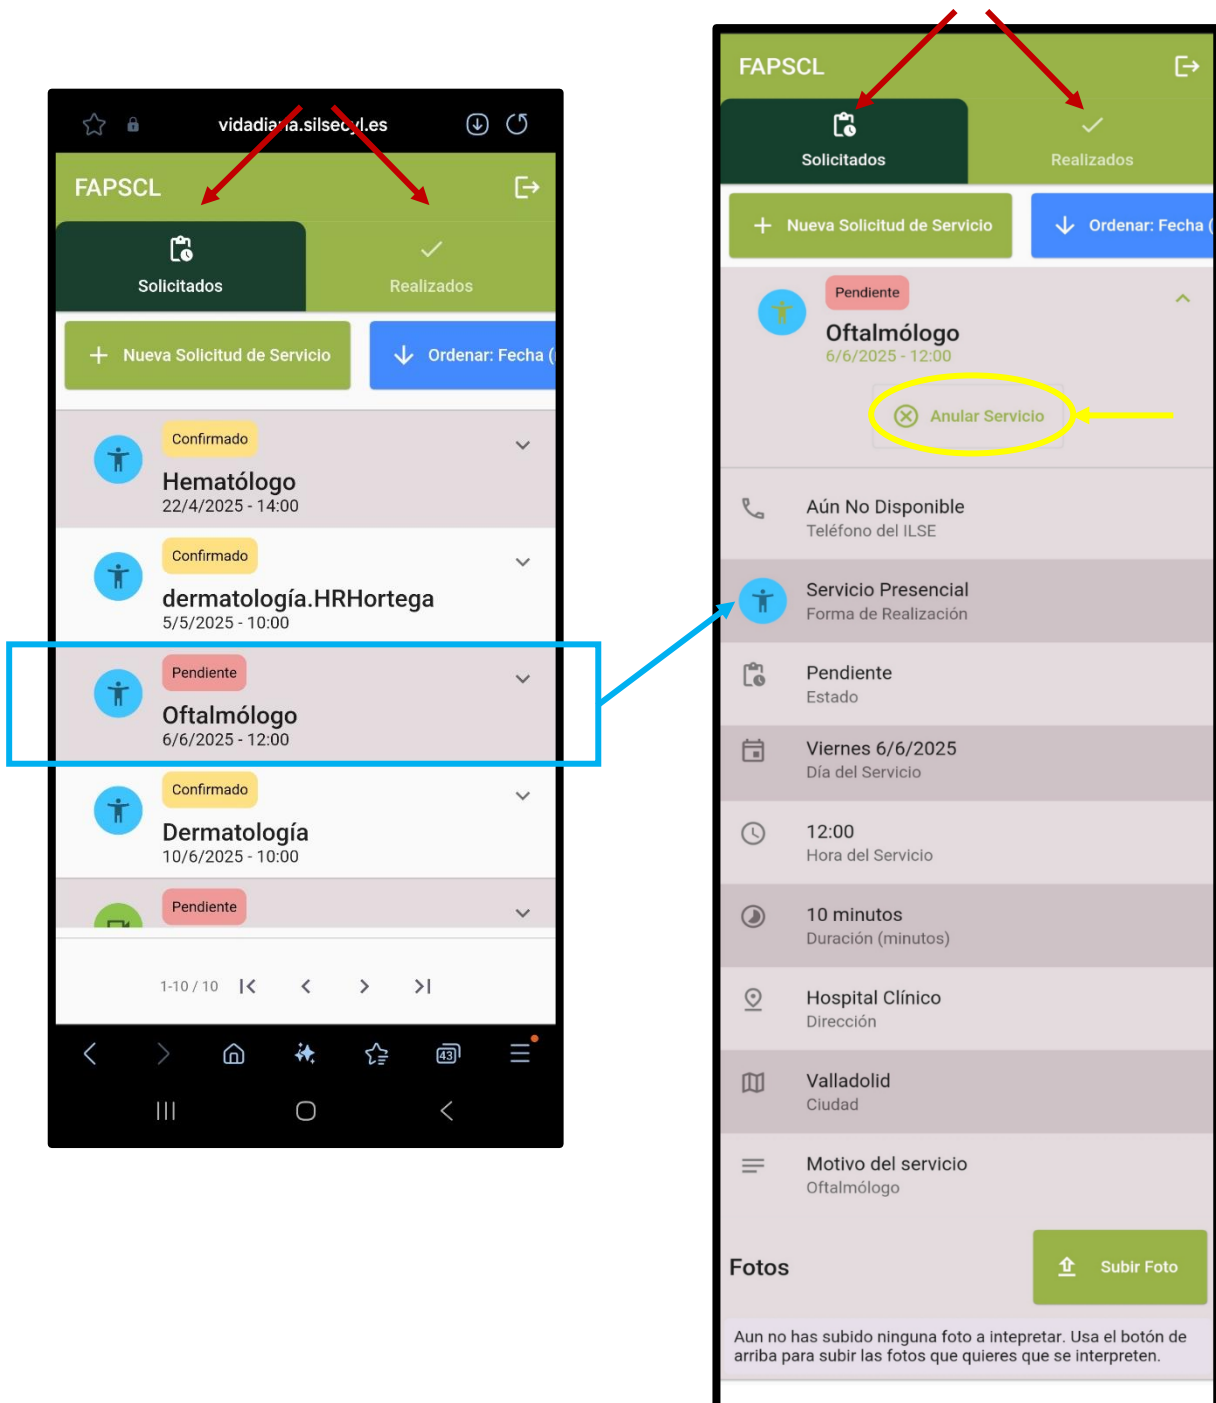 vidadiaria.silsecyl.es
FAPSCL
Solicitados
Realizados
+ Nueva Solicitud de Servicio
Ordenar: Fecha (
Confirmado
Hematólogo
22/4/2025 - 14:00
Confirmado
dermatología.HRHortega
5/5/2025 - 10:00
Pendiente
Oftalmólogo
6/6/2025 - 12:00
Confirmado
Dermatología
10/6/2025 - 10:00
Pendiente
1-10 / 10
43
FAPSCL
Solicitados
Realizados
+ Nueva Solicitud de Servicio
Ordenar: Fecha (
Pendiente
Oftalmólogo
6/6/2025 - 12:00
Anular Servicio
Aún No Disponible
Teléfono del ILSE
Servicio Presencial
Forma de Realización
Pendiente
Estado
Viernes 6/6/2025
Día del Servicio
12:00
Hora del Servicio
10 minutos
Duración (minutos)
Hospital Clínico
Dirección
Valladolid
Ciudad
Motivo del servicio
Oftalmólogo
Fotos
Subir Foto
Aun no has subido ninguna foto a intepretar. Usa el botón de
arriba para subir las fotos que quieres que se interpreten.